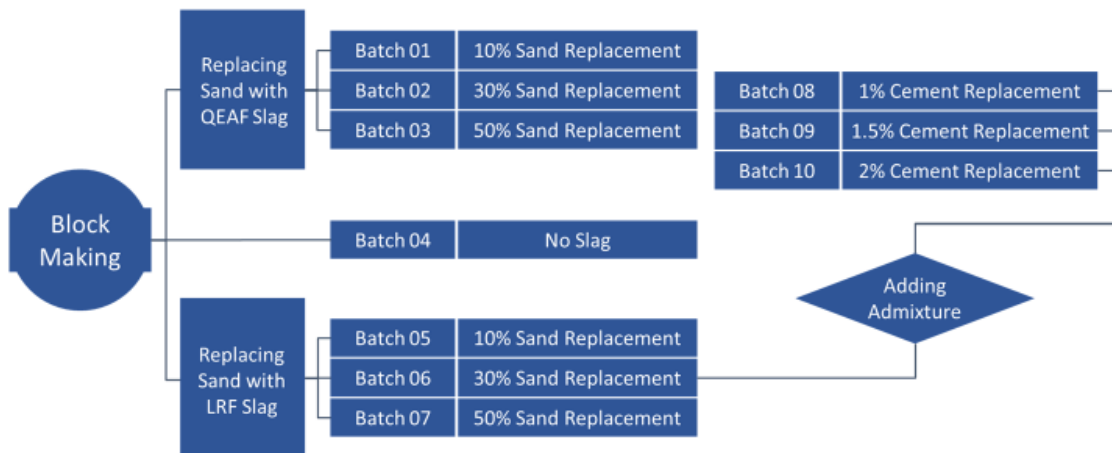 Block
Making
Replacing
Sand with
QEAF Slag
Batch 01 10% Sand Replacement
Batch 02 30% Sand Replacement
Batch 03 50% Sand Replacement
Batch 04 No Slag
Replacing
Sand with
LRF Slag
Batch 05 10% Sand Replacement
Batch 06 30% Sand Replacement
Batch 07 50% Sand Replacement
Adding
Admixture
Batch 08 1% Cement Replacement
Batch 09 1.5% Cement Replacement
Batch 10 2% Cement Replacement